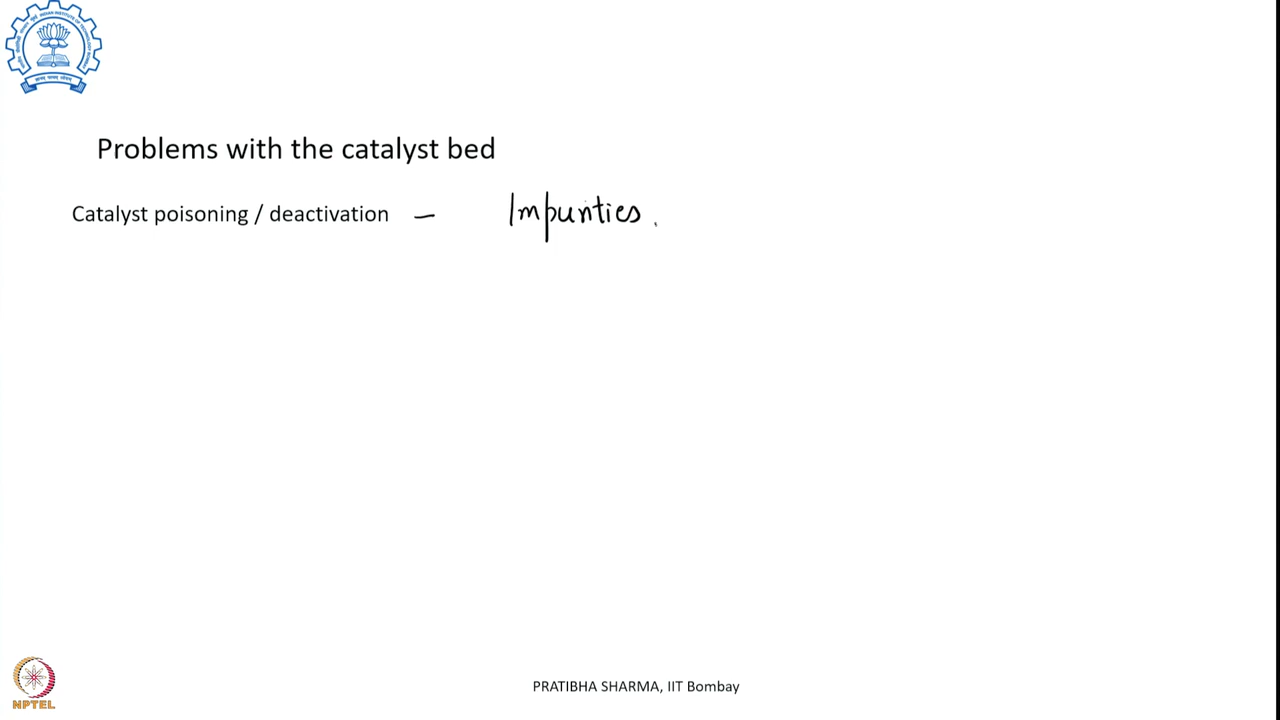 Problems with the catalyst bed
Catalyst poisoning / deactivation – Impurities.
NPTEL
PRATIBHA SHARMA, IIT Bombay